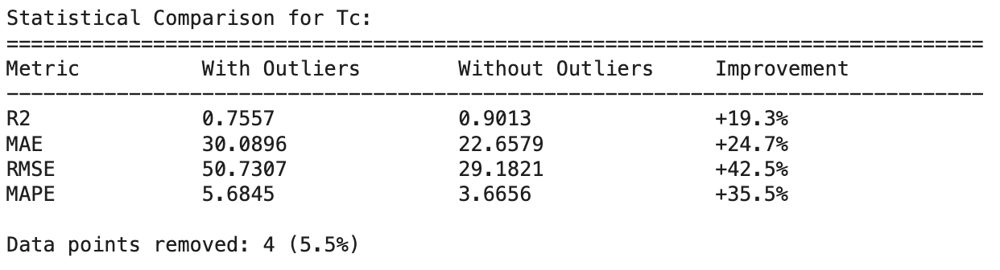 Statistical Comparison for Tc:
================================================================================
Metric          With Outliers        Without Outliers     Improvement
--------------------------------------------------------------------------------
R2              0.7557               0.9013               +19.3%
MAE             30.0896              22.6579              +24.7%
RMSE            50.7307              29.1821              +42.5%
MAPE            5.6845               3.6656               +35.5%

Data points removed: 4 (5.5%)